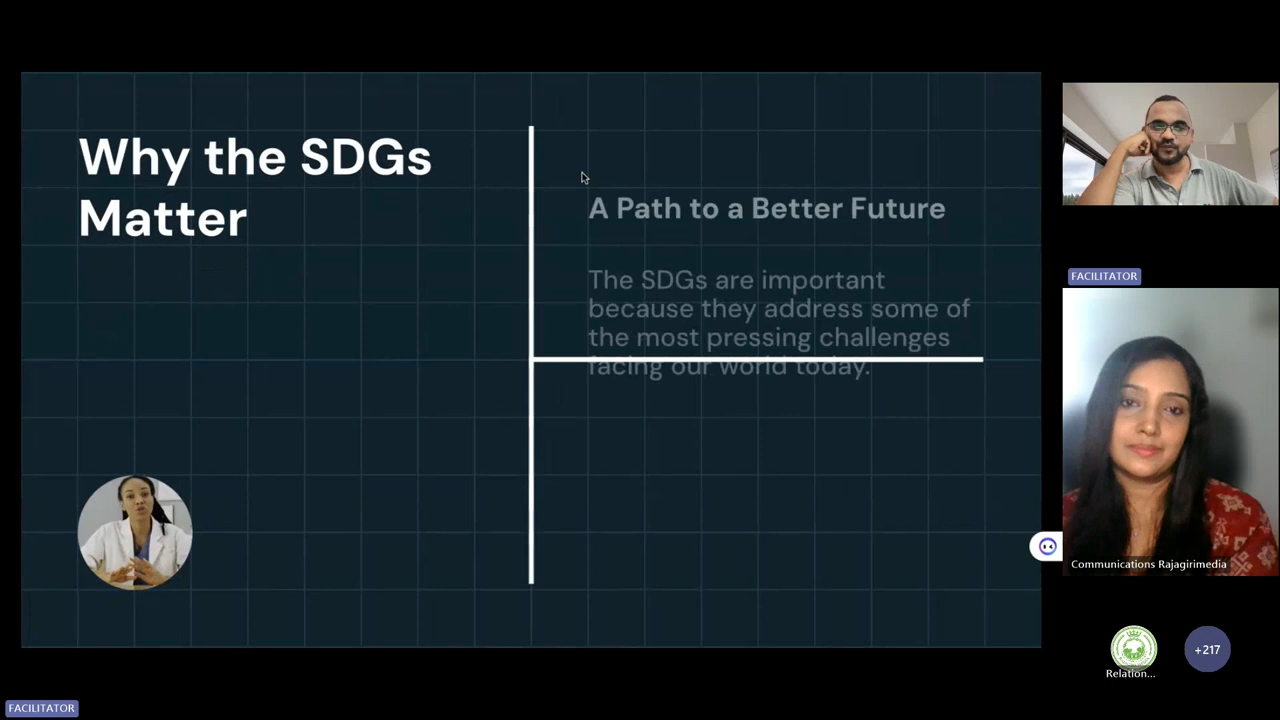 Why the SDGs
Matter
A Path to a Better Future
The SDGs are important
because they address some of
the most pressing challenges
facing our world today.
FACILITATOR
Communications Rajagirimedia
Relation...
+217
FACILITATOR